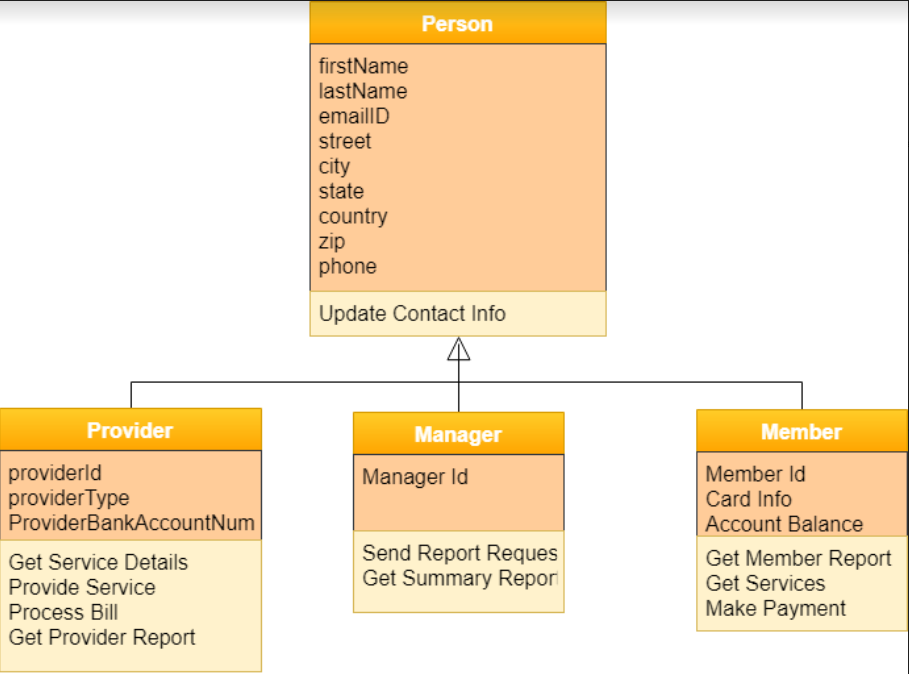 Person
firstName
lastName
emailID
street
city
state
country
zip
phone
Update Contact Info
Provider
providerId
providerType
ProviderBankAccountNum
Get Service Details
Provide Service
Process Bill
Get Provider Report
Manager
Manager Id
Send Report Reques
Get Summary Repor
Member
Member Id
Card Info
Account Balance
Get Member Report
Get Services
Make Payment